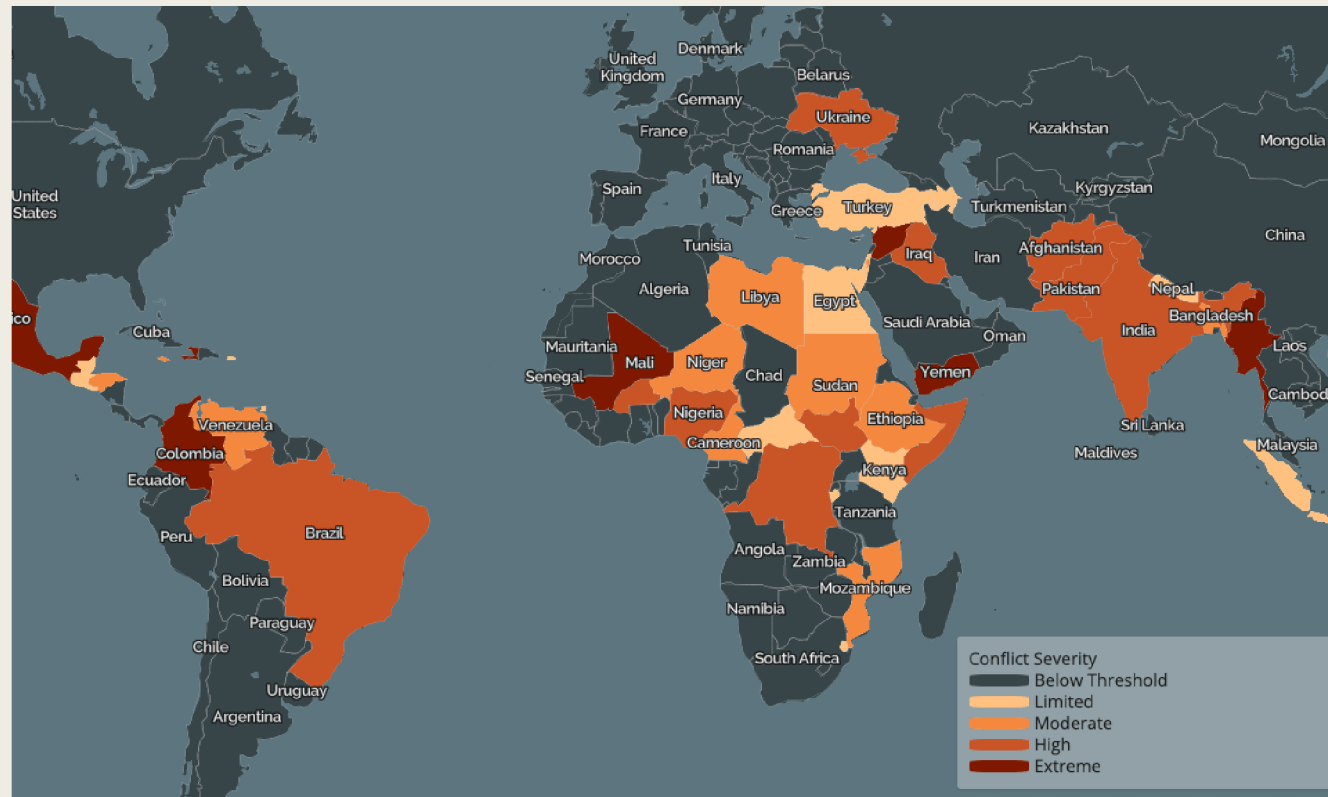 United
Kingdom
Denmark
Belarus
Germany
Ukraine
France
Kazakhstan
Mongolia
Romania
Italy
Spain
Kyrgyzstan
United
States
Greece
Turkey
Turkmenistan
China
Tunisia
Morocco
Iraq
Iran
Afghanistan
Algeria
Libya
Egypt
Pakistan
Nepal
ico
Cuba
Saudi Arabia
Bangladesh
India
Oman
Laos
Mauritania
Mali
Niger
Chad
Yemen
Senegal
Sudan
Cambod
Nigeria
Ethiopia
Venezuela
Sri Lanka
Cameroon
Malaysia
Colombia
Maldives
Kenya
Ecuador
Tanzania
Peru
Brazil
Angola
Zambia
Bolivia
Mozambique
Namibia
Paraguay
Chile
South Africa
Uruguay
Argentina
Conflict Severity
Below Threshold
Limited
Moderate
High
Extreme